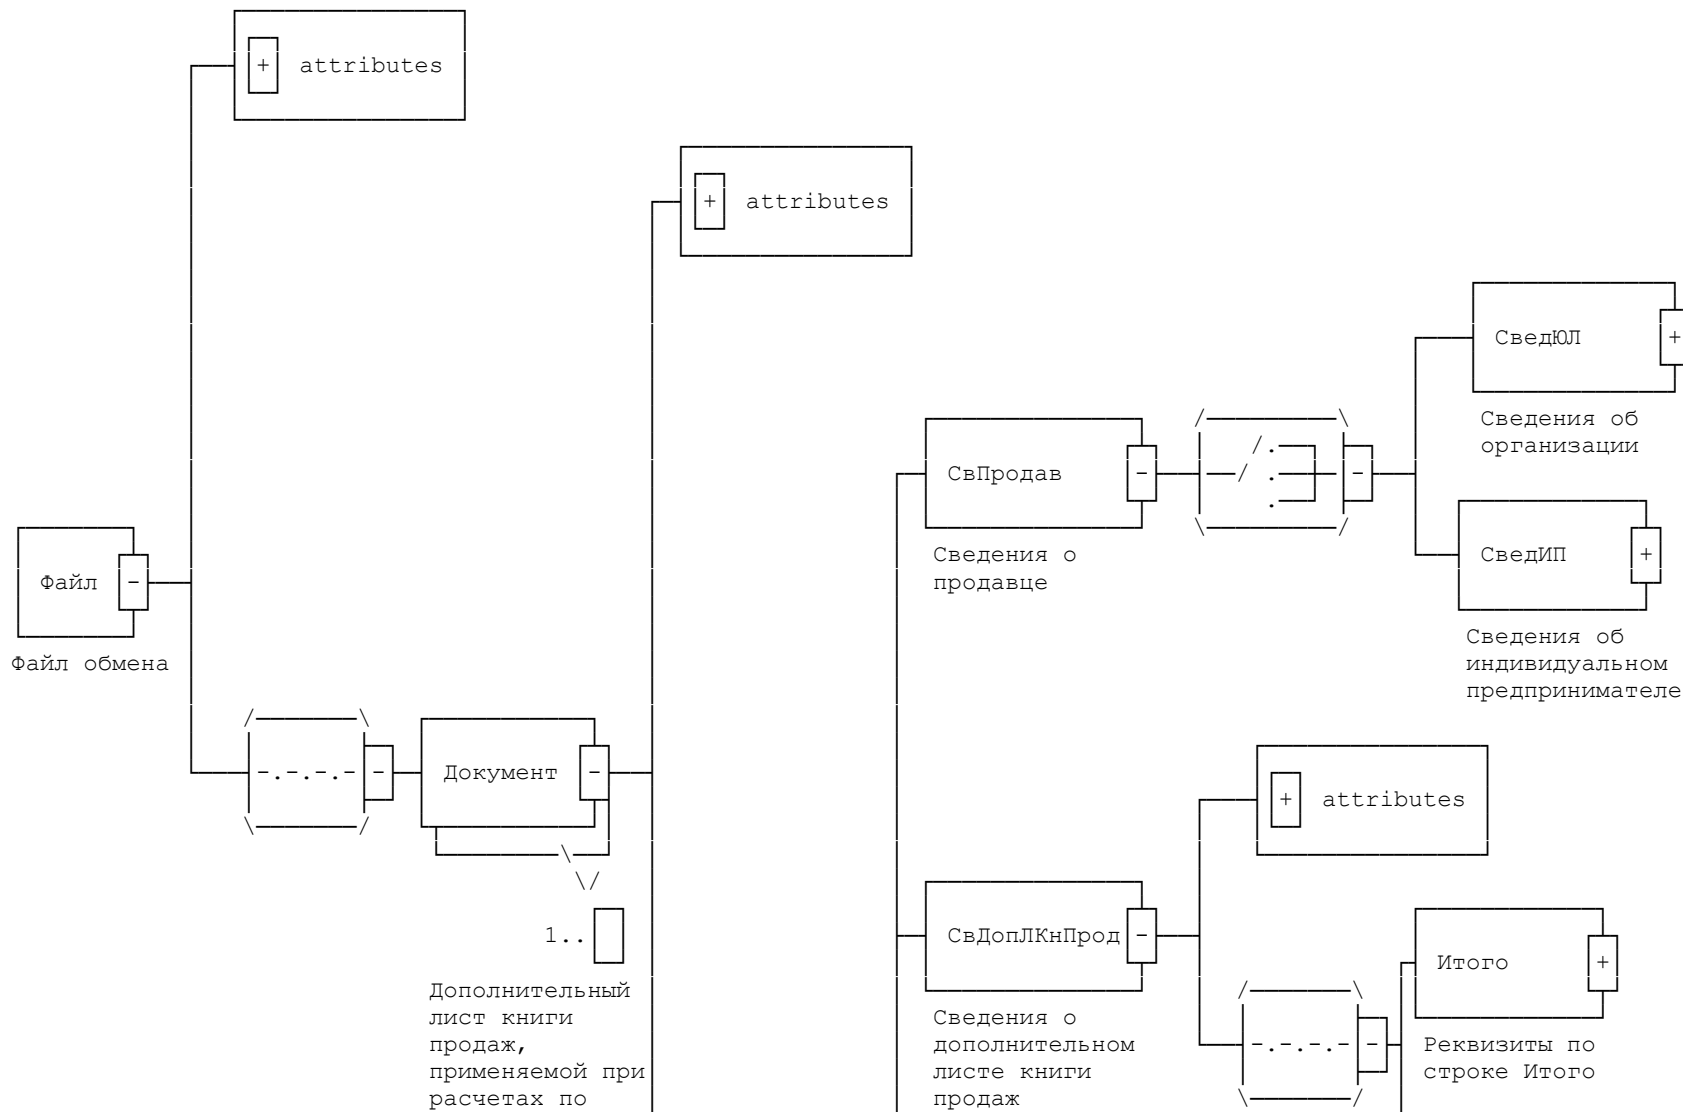 + attributes
+ attributes
СведЮЛ +
Сведения об
организации
СвПродав -
-
Сведения о
продавце
СведИП +
Сведения об
индивидуальном
предпринимателе
Файл -
Файл обмена
-.-.-.- -
Документ -
1..
Дополнительный
лист книги
продаж,
применяемой при
расчетах по
+ attributes
СвДопЛКнПрод -
Сведения о
дополнительном
листе книги
продаж
-.-.-.- -
Итого +
Реквизиты по
строке Итого